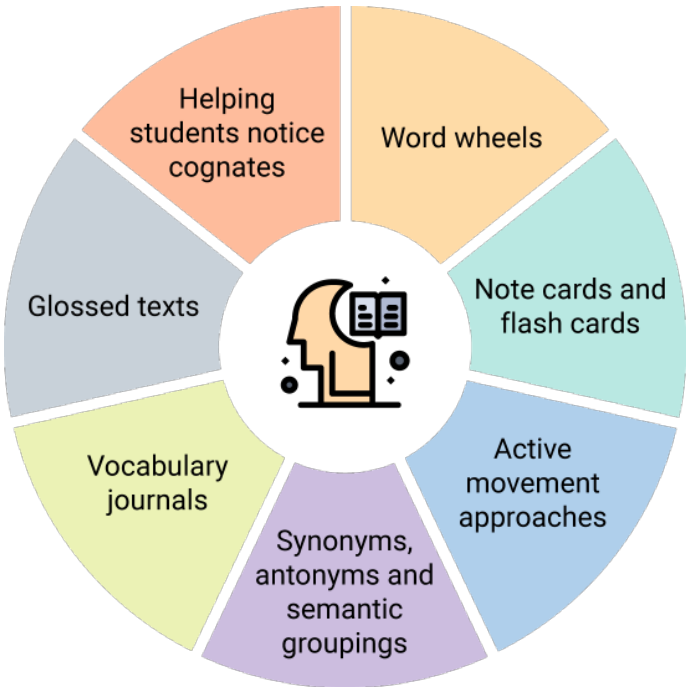 Helping
students notice
cognates
Word wheels
Note cards and
flash cards
Active
movement
approaches
Synonyms,
antonyms and
semantic
groupings
Vocabulary
journals
Glossed texts